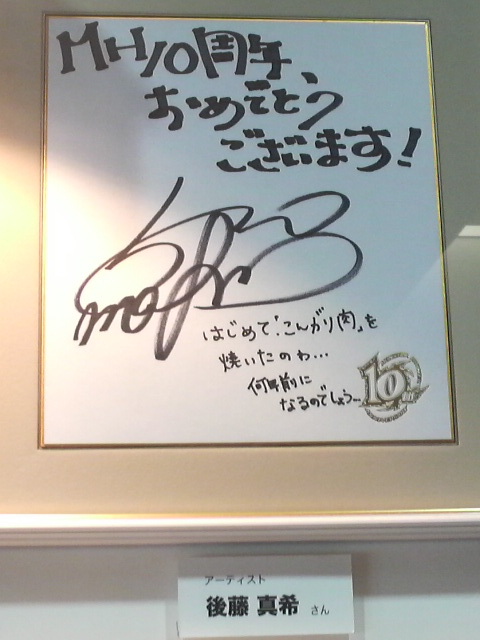 MH10周年、
おめでとう
ございます!
はじめて「こんがり肉」を
焼いたのわ…
何年前に
なるのでしょう…
10th
アーティスト
後藤 真希 さん